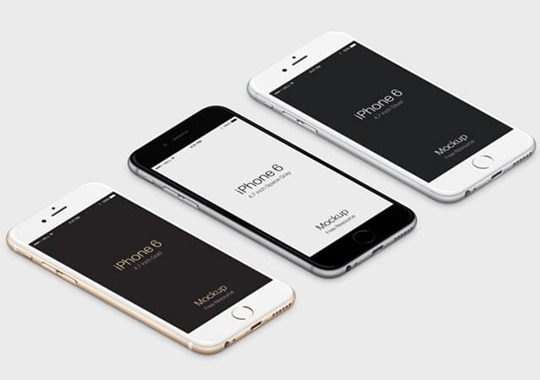 iPhone 6
4.7 inch Gold
Mockup
Free Resource
iPhone 6
4.7 inch Space Gray
Mockup
Free Resource
iPhone 6
4.7 inch Silver
Mockup
Free Resource